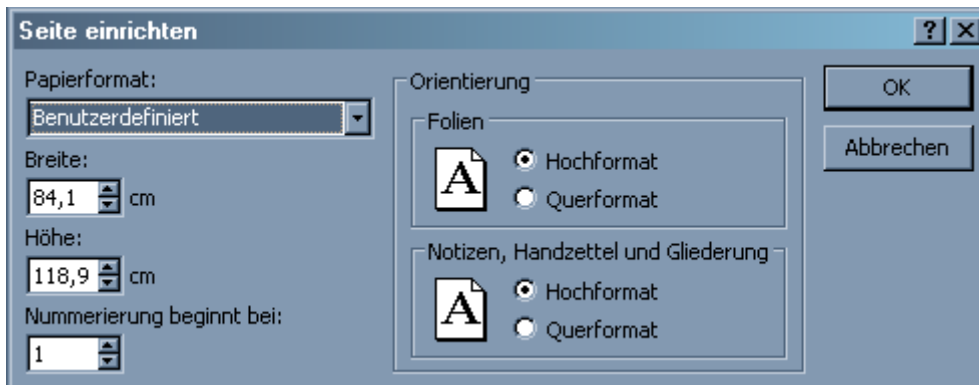 Seite einrichten
Papierformat:
Benutzerdefiniert
Breite:
84,1 cm
Höhe:
118,9 cm
Nummerierung beginnt bei:
1
Orientierung
Folien
A
Hochformat
Querformat
Notizen, Handzettel und Gliederung
A
Hochformat
Querformat
OK
Abbrechen